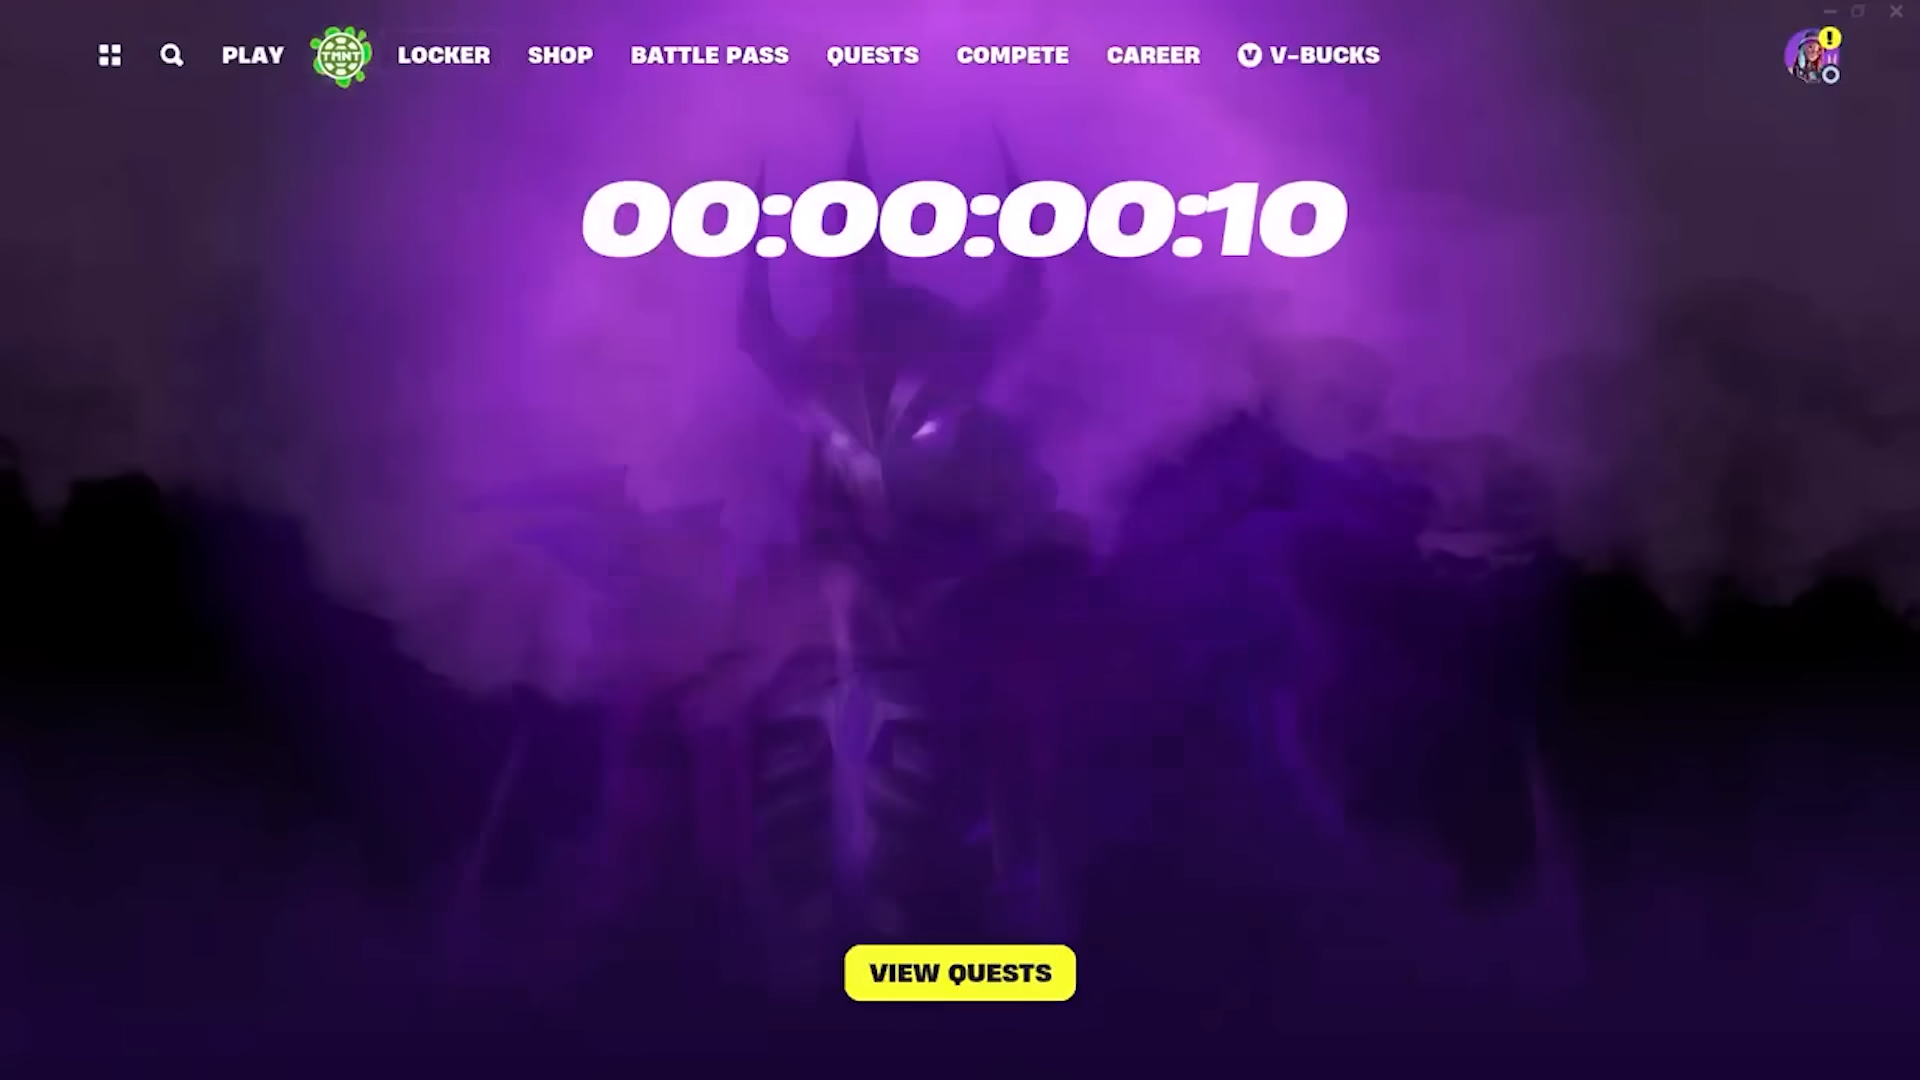 PLAY TMNT LOCKER SHOP BATTLE PASS QUESTS COMPETE CAREER V V-BUCKS !
00:00:00:10
VIEW QUESTS